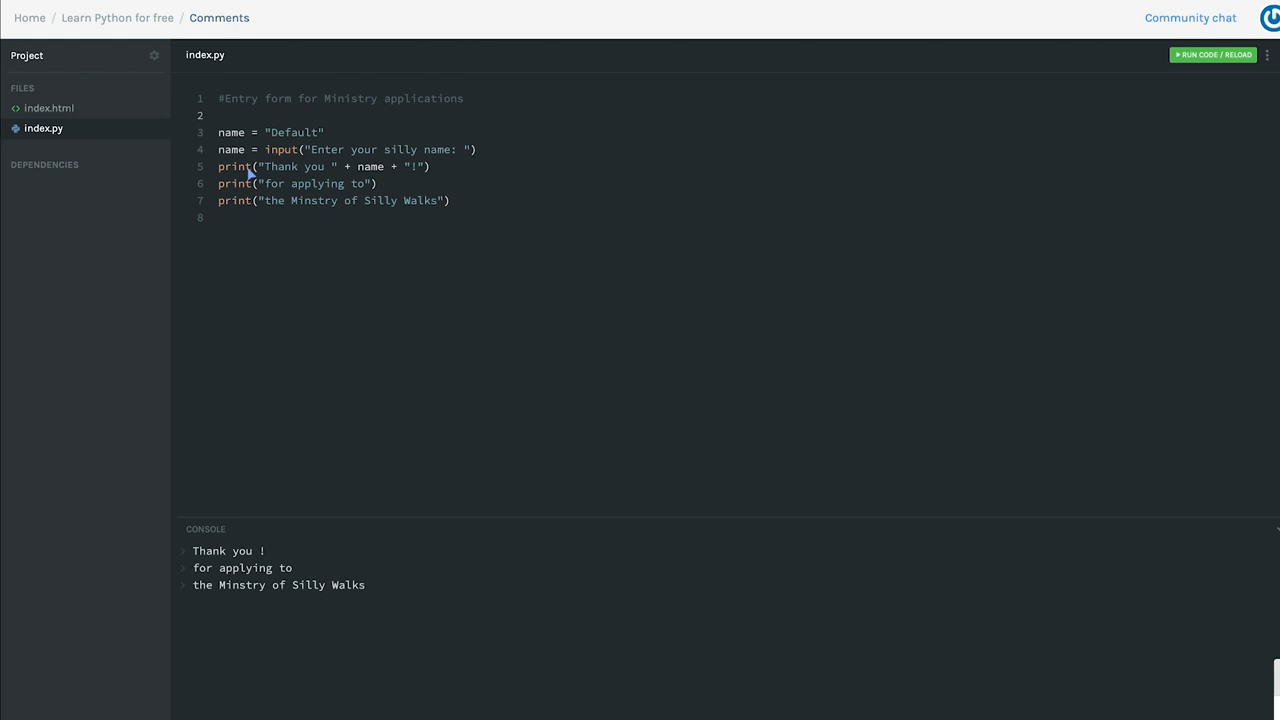 Home / Learn Python for free / Comments
Community chat
Project
index.py
RUN CODE / RELOAD
FILES
index.html
index.py
DEPENDENCIES
1 #Entry form for Ministry applications
2
3 name = "Default"
4 name = input("Enter your silly name: ")
5 print("Thank you " + name + "!")
6 print("for applying to")
7 print("the Minstry of Silly Walks")
8
CONSOLE
> Thank you !
> for applying to
> the Minstry of Silly Walks